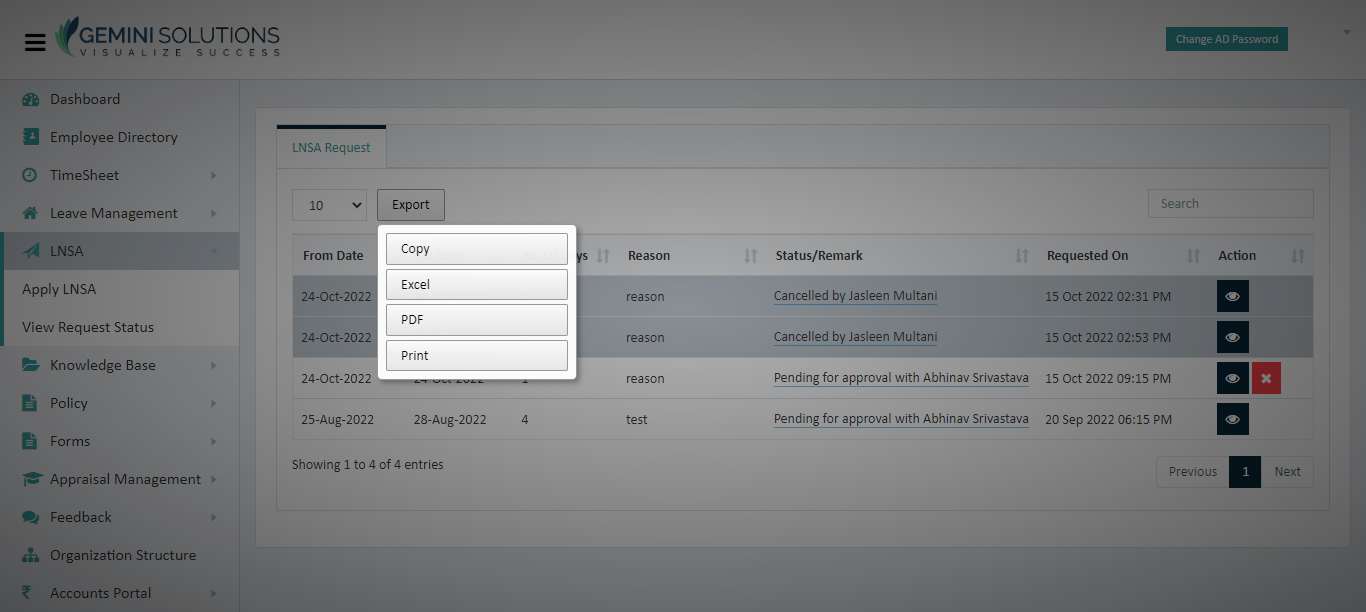 GEMINI SOLUTIONS
VISUALIZE SUCCESS
Change AD Password
Dashboard
Employee Directory
TimeSheet
Leave Management
LNSA
Apply LNSA
View Request Status
Knowledge Base
Policy
Forms
Appraisal Management
Feedback
Organization Structure
Accounts Portal
LNSA Request
10 Export Search
Copy
Excel
PDF
Print
From Date Reason Status/Remark Requested On Action
24-Oct-2022 reason Cancelled by Jasleen Multani 15 Oct 2022 02:31 PM
24-Oct-2022 reason Cancelled by Jasleen Multani 15 Oct 2022 02:53 PM
24-Oct-2022 24-Oct-2022 1 reason Pending for approval with Abhinav Srivastava 15 Oct 2022 09:15 PM
25-Aug-2022 28-Aug-2022 4 test Pending for approval with Abhinav Srivastava 20 Sep 2022 06:15 PM
Showing 1 to 4 of 4 entries
Previous 1 Next